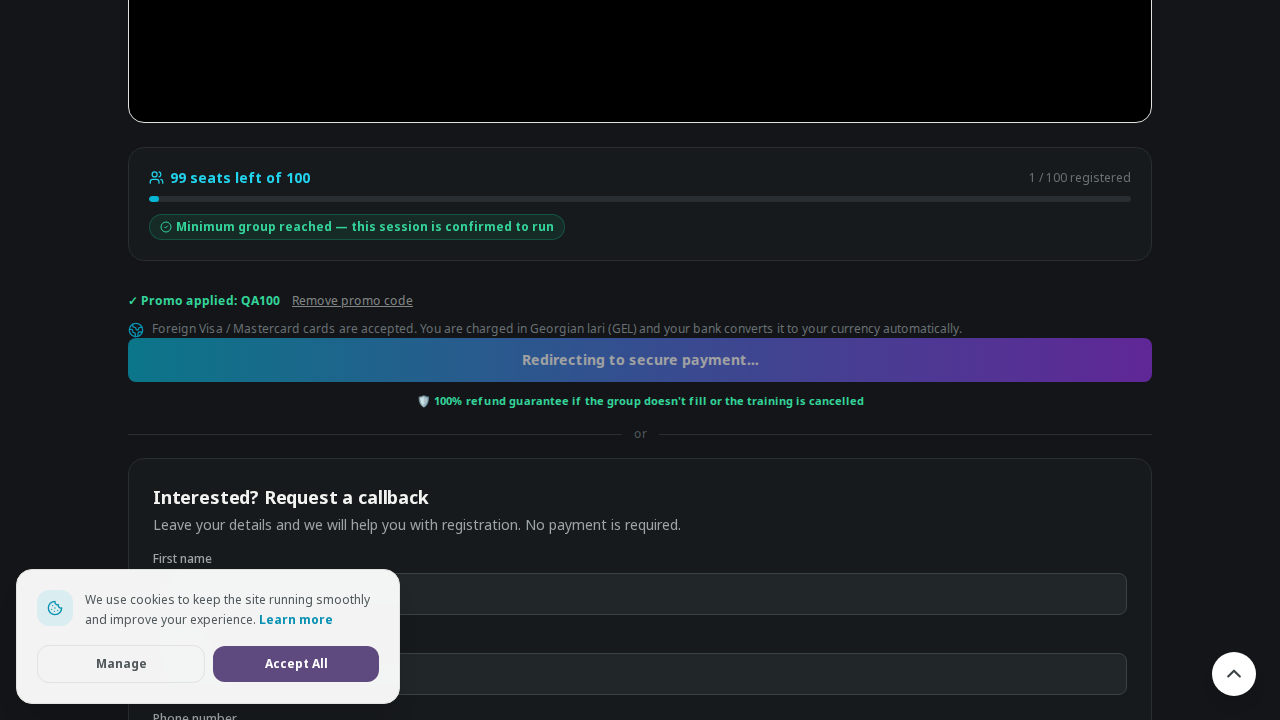 99 seats left of 100
1 / 100 registered
Minimum group reached — this session is confirmed to run
✓ Promo applied: QA100 Remove promo code
Foreign Visa / Mastercard cards are accepted. You are charged in Georgian lari (GEL) and your bank converts it to your currency automatically.
Redirecting to secure payment...
100% refund guarantee if the group doesn't fill or the training is cancelled
or
Interested? Request a callback
Leave your details and we will help you with registration. No payment is required.
First name
We use cookies to keep the site running smoothly
and improve your experience. Learn more
Manage
Accept All
Phone number